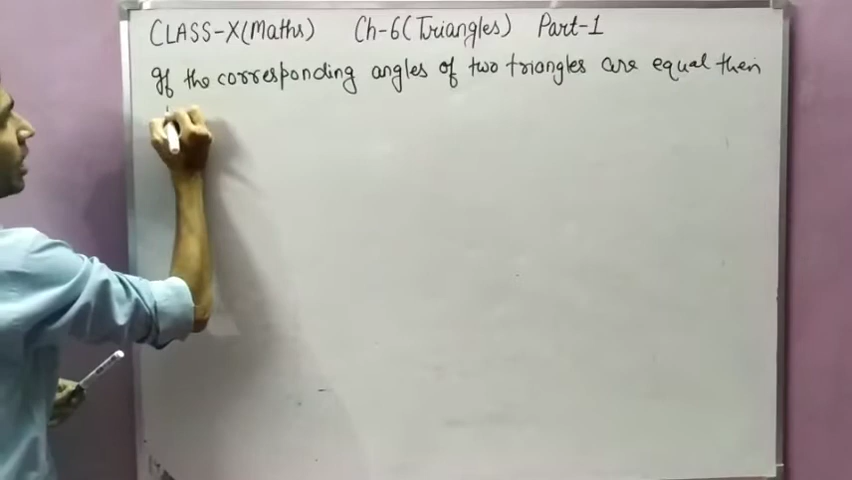 CLASS-X(Maths) Ch-6(Triangles) Part-1
If the corresponding angles of two triangles are equal then